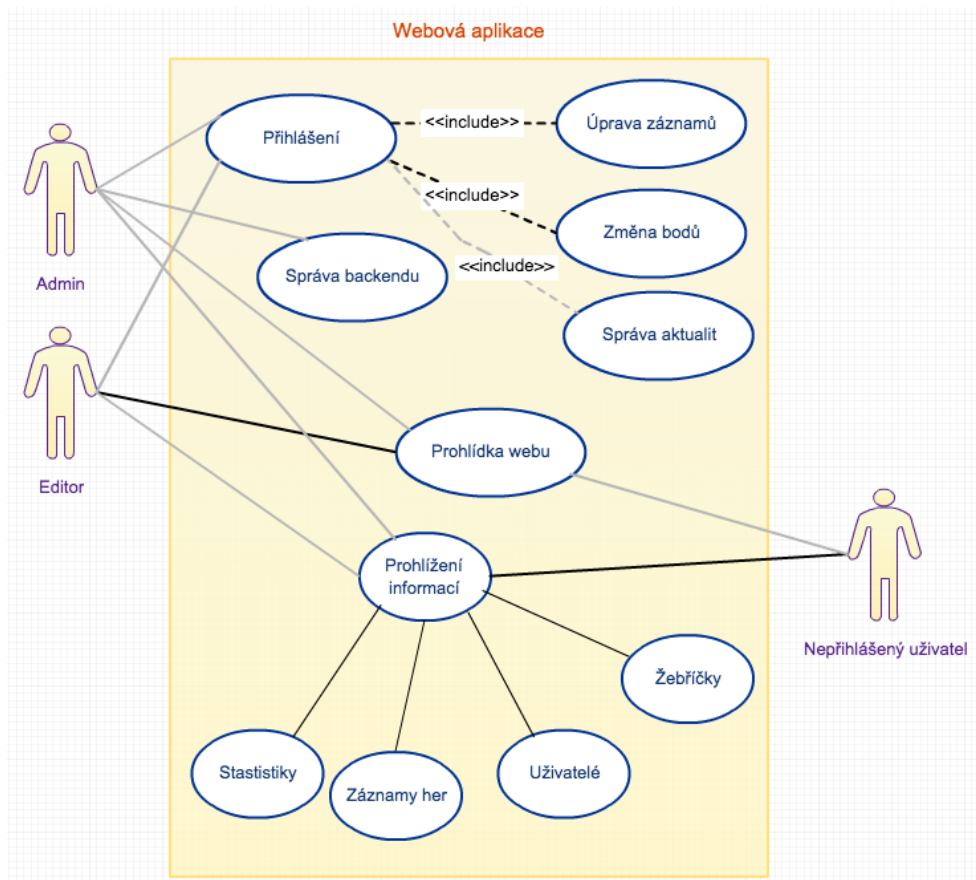 Webová aplikace
Přihlášení
<<include>>
Úprava záznamů
<<include>>
Změna bodů
Admin
Správa backendu
<<include>>
Správa aktualit
Prohlídka webu
Editor
Prohlížení
informací
Nepřihlášený uživatel
Žebříčky
Stastistiky
Záznamy her
Uživatelé